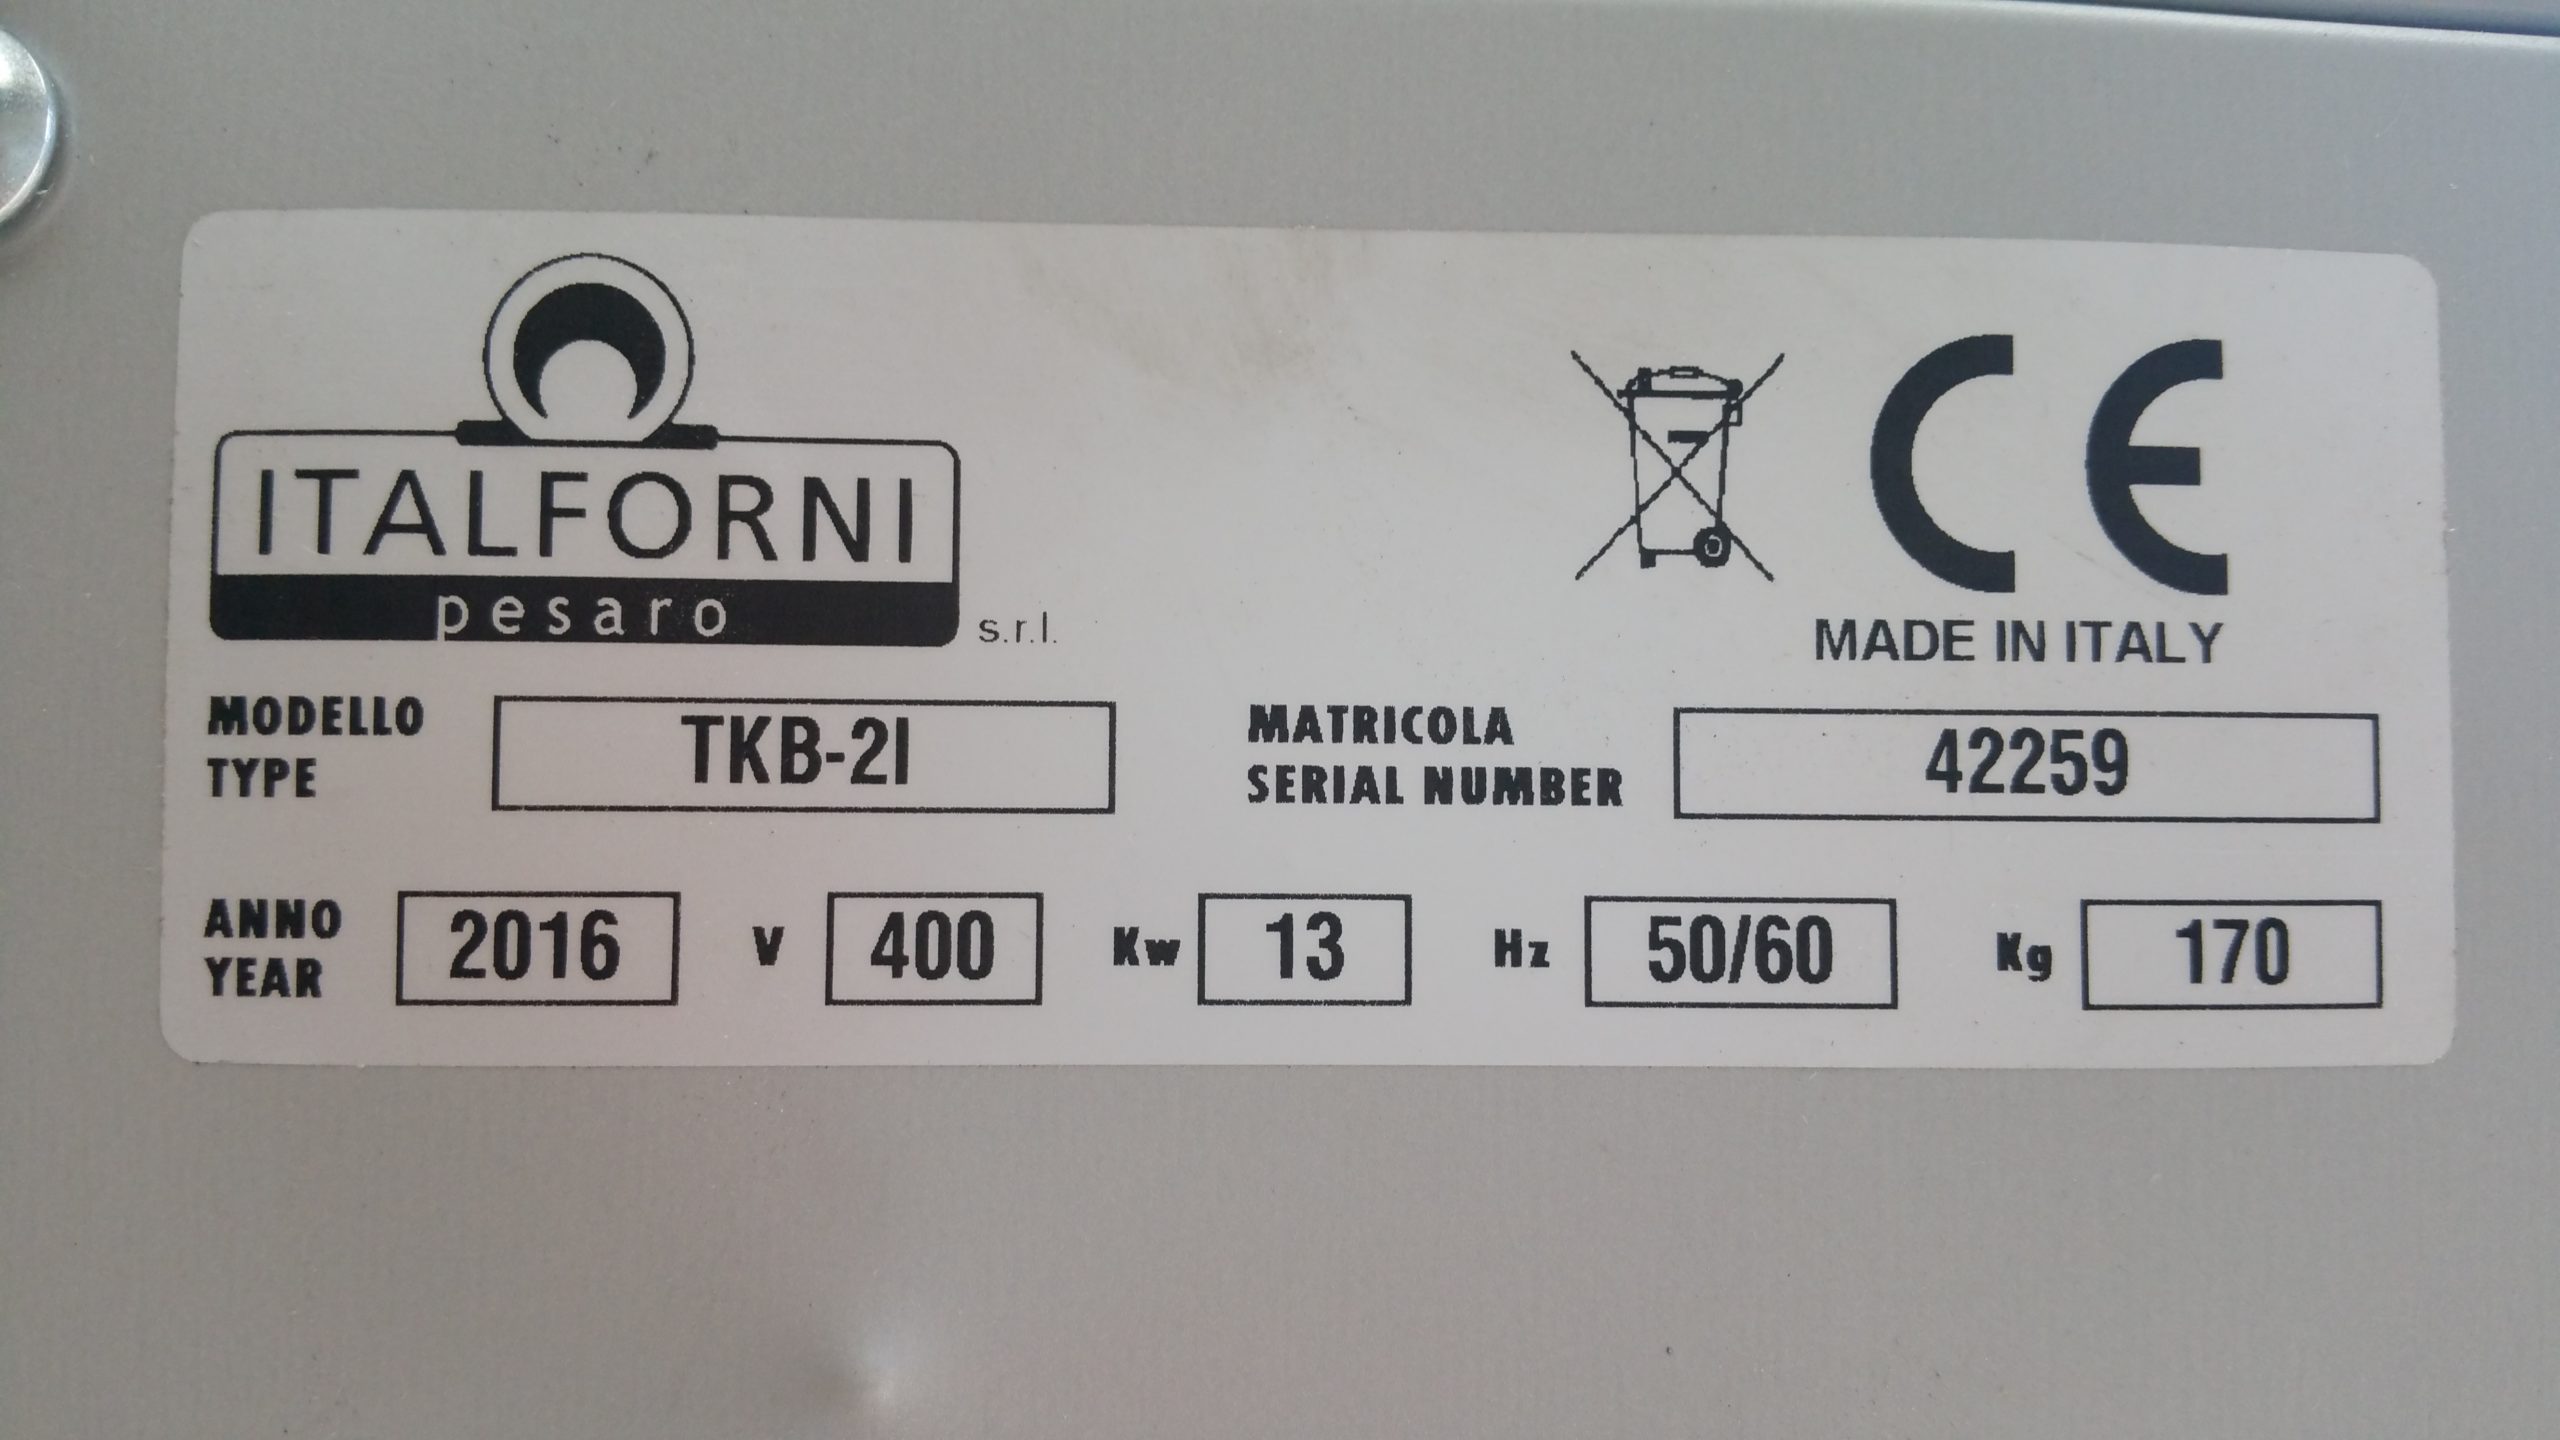 ITALFORNI
pesaro
s.r.l.
CE
MADE IN ITALY
MODELLO
TYPE
TKB-2I
MATRICOLA
SERIAL NUMBER
42259
ANNO
YEAR
2016
V 400
Kw 13
Hz 50/60
Kg 170